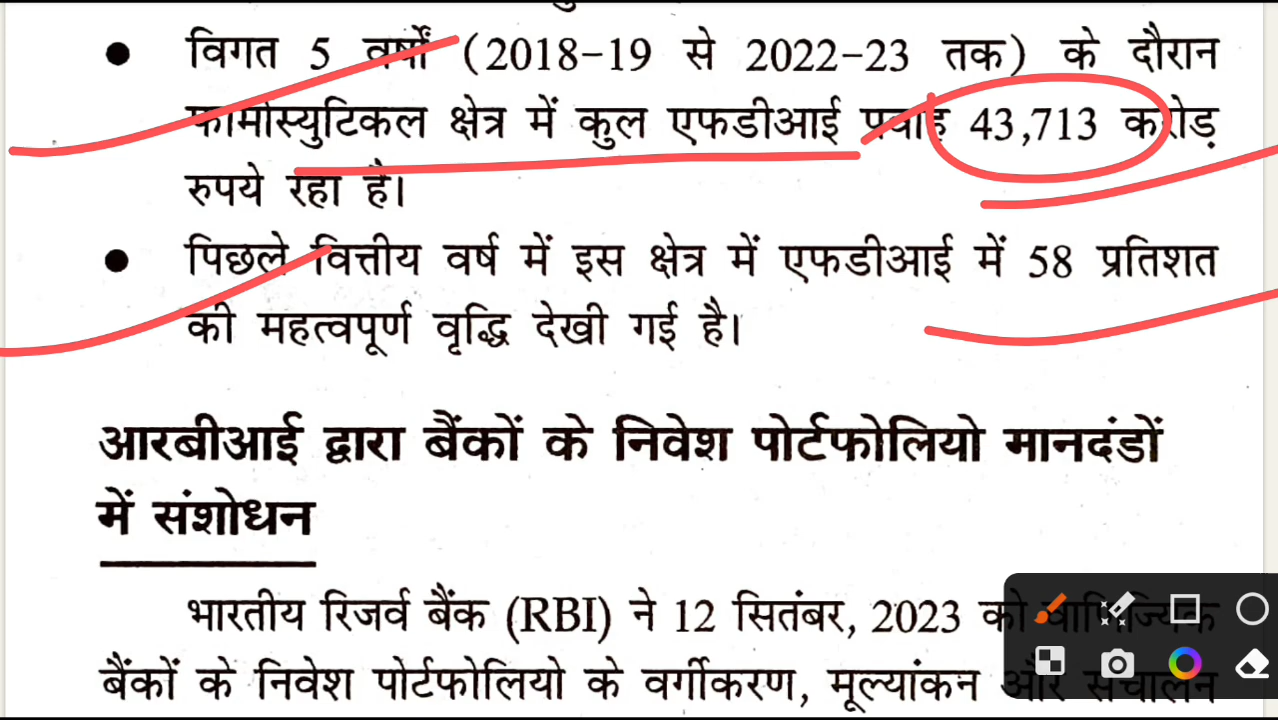 विगत 5 वर्षों (2018-19 से 2022-23 तक) के दौरान
फार्मास्युटिकल क्षेत्र में कुल एफडीआई प्रवाह 43,713 करोड़
रुपये रहा है।
पिछले वित्तीय वर्ष में इस क्षेत्र में एफडीआई में 58 प्रतिशत
की महत्वपूर्ण वृद्धि देखी गई है।
आरबीआई द्वारा बैंकों के निवेश पोर्टफोलियो मानदंडों
में संशोधन
भारतीय रिजर्व बैंक (RBI) ने 12 सितंबर, 2023 को वाणिज्यिक
बैंकों के निवेश पोर्टफोलियो के वर्गीकरण, मूल्यांकन और संचालन